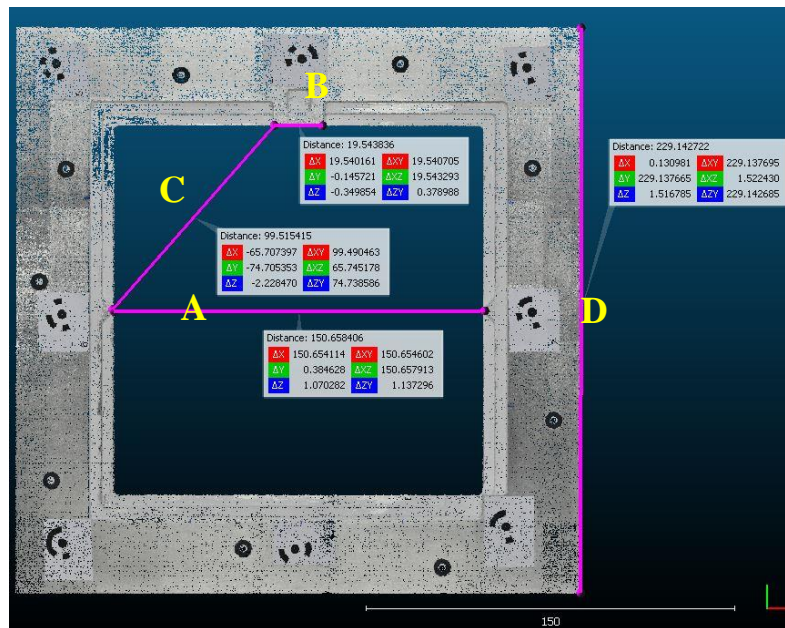 B
Distance: 19.543836
ΔX 19.540161 ΔXY 19.540705
ΔY -0.145721 ΔXZ 19.543293
ΔZ -0.349854 ΔZY 0.378988
Distance: 229.142722
ΔX 0.130981 ΔXY 229.137695
ΔY 229.137665 ΔXZ 1.522430
ΔZ 1.516785 ΔZY 229.142685
C
Distance: 99.515415
ΔX -65.707397 ΔXY 99.490463
ΔY -74.705353 ΔXZ 65.745178
ΔZ -2.228470 ΔZY 74.738586
A
D
Distance: 150.658406
ΔX 150.654114 ΔXY 150.654602
ΔY 0.384628 ΔXZ 150.657913
ΔZ 1.070282 ΔZY 1.137296
150